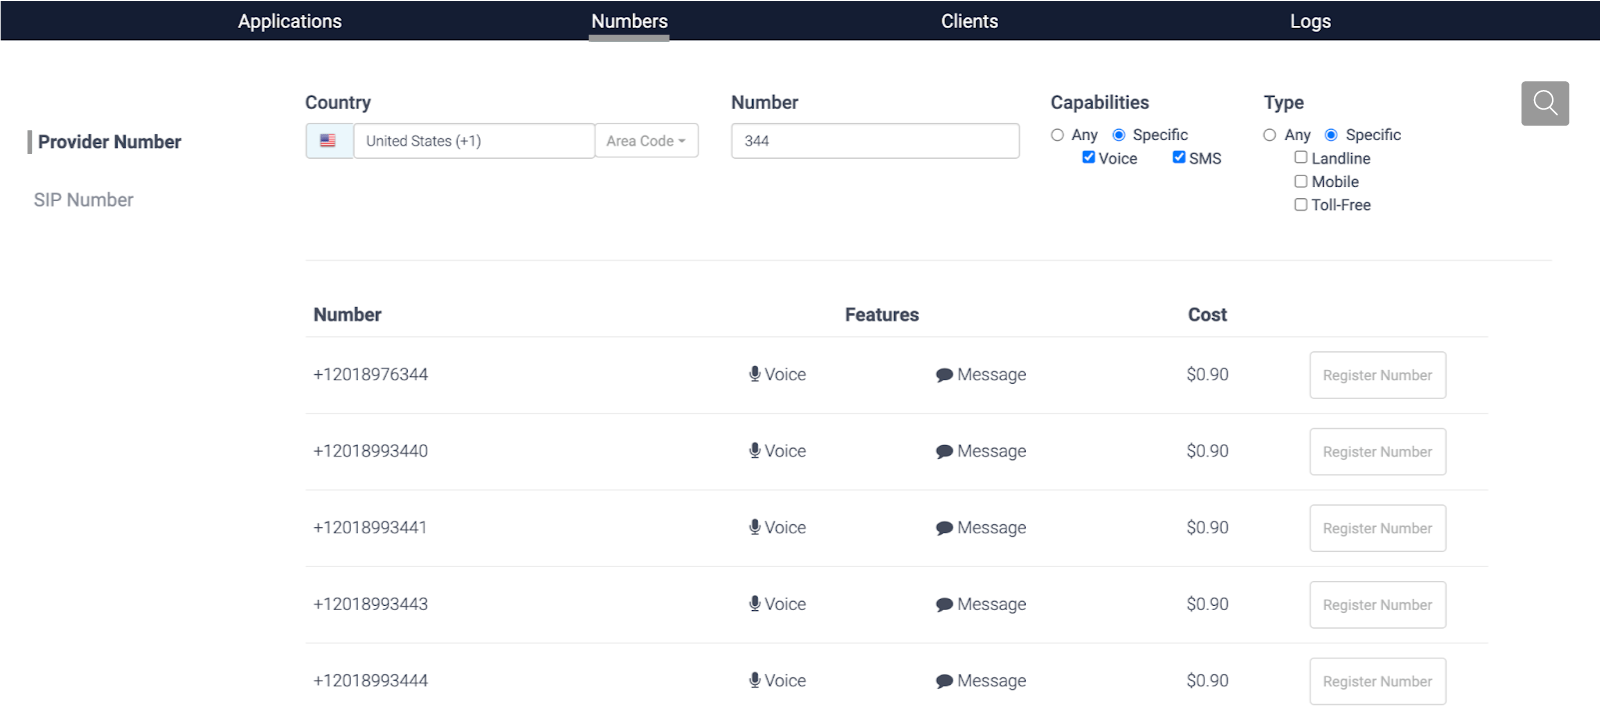 Applications Numbers Clients Logs
Provider Number
SIP Number
Country Number Capabilities Type
United States (+1) Area Code 344 Any Specific Any Specific
Voice SMS Landline
Mobile
Toll-Free
Number Features Cost
+12018976344 Voice Message $0.90 Register Number
+12018993440 Voice Message $0.90 Register Number
+12018993441 Voice Message $0.90 Register Number
+12018993443 Voice Message $0.90 Register Number
+12018993444 Voice Message $0.90 Register Number